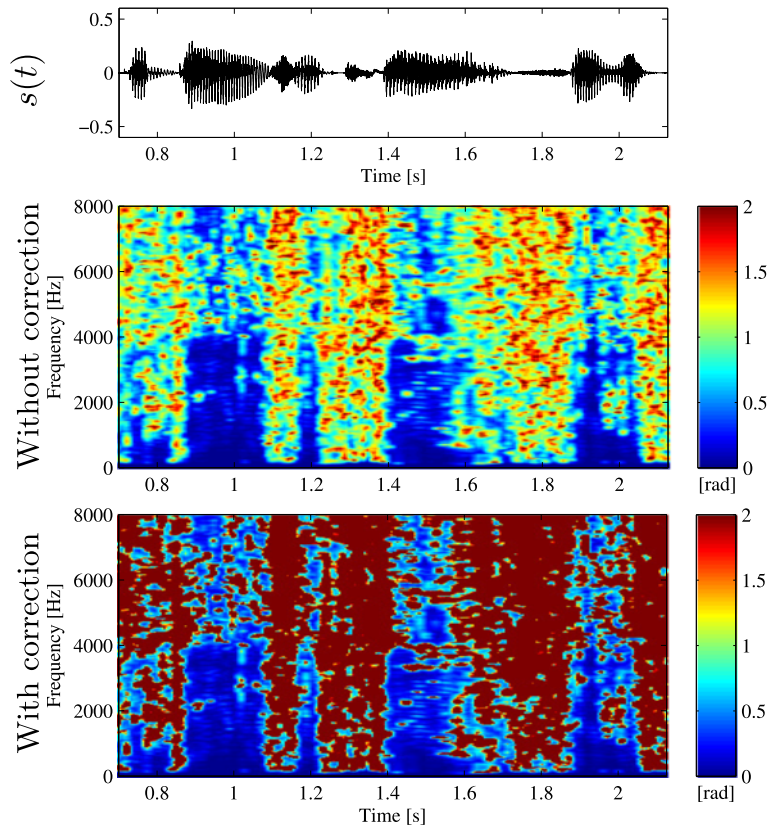 s(t)
0.5
0
−0.5
0.8 1 1.2 1.4 1.6 1.8 2
Time [s]
Without correction
Frequency [Hz]
8000
6000
4000
2000
0
0.8 1 1.2 1.4 1.6 1.8 2
2
1.5
1
0.5
0
[rad]
With correction
Frequency [Hz]
8000
6000
4000
2000
0
0.8 1 1.2 1.4 1.6 1.8 2
Time [s]
2
1.5
1
0.5
0
[rad]